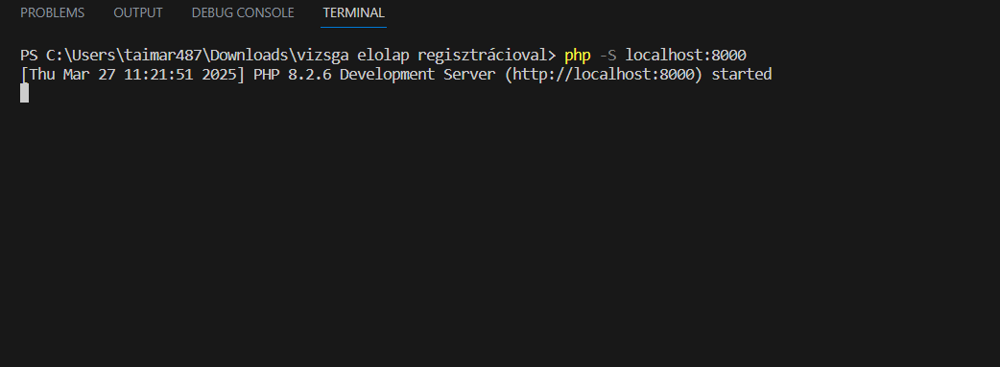 PROBLEMS OUTPUT DEBUG CONSOLE TERMINAL
PS C:\Users\taimar487\Downloads\vizsga elolap regisztrácioval> php -S localhost:8000
[Thu Mar 27 11:21:51 2025] PHP 8.2.6 Development Server (http://localhost:8000) started